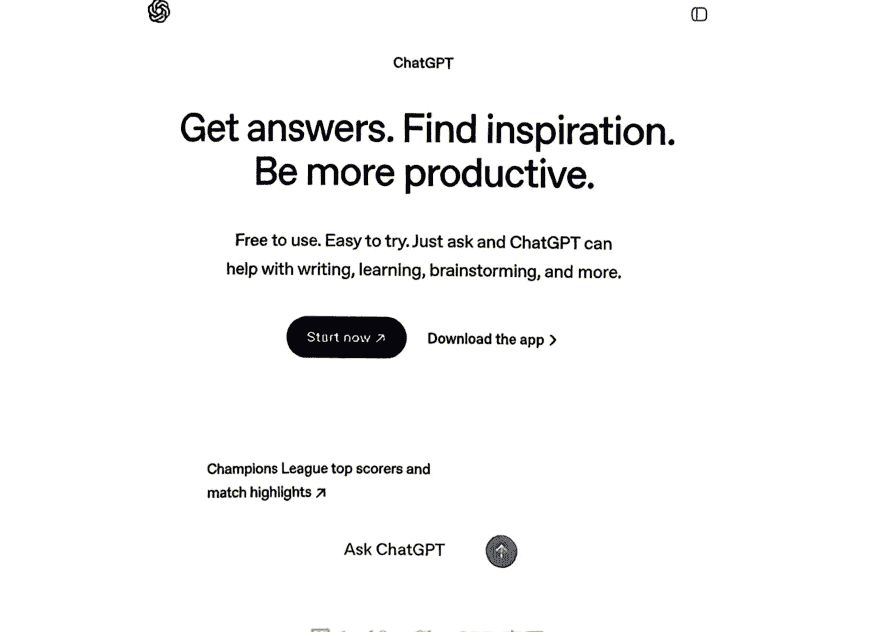 ChatGPT
Get answers. Find inspiration.
Be more productive.
Free to use. Easy to try. Just ask and ChatGPT can
help with writing, learning, brainstorming, and more.
Start now ↗
Download the app >
Champions League top scorers and
match highlights ↗
Ask ChatGPT